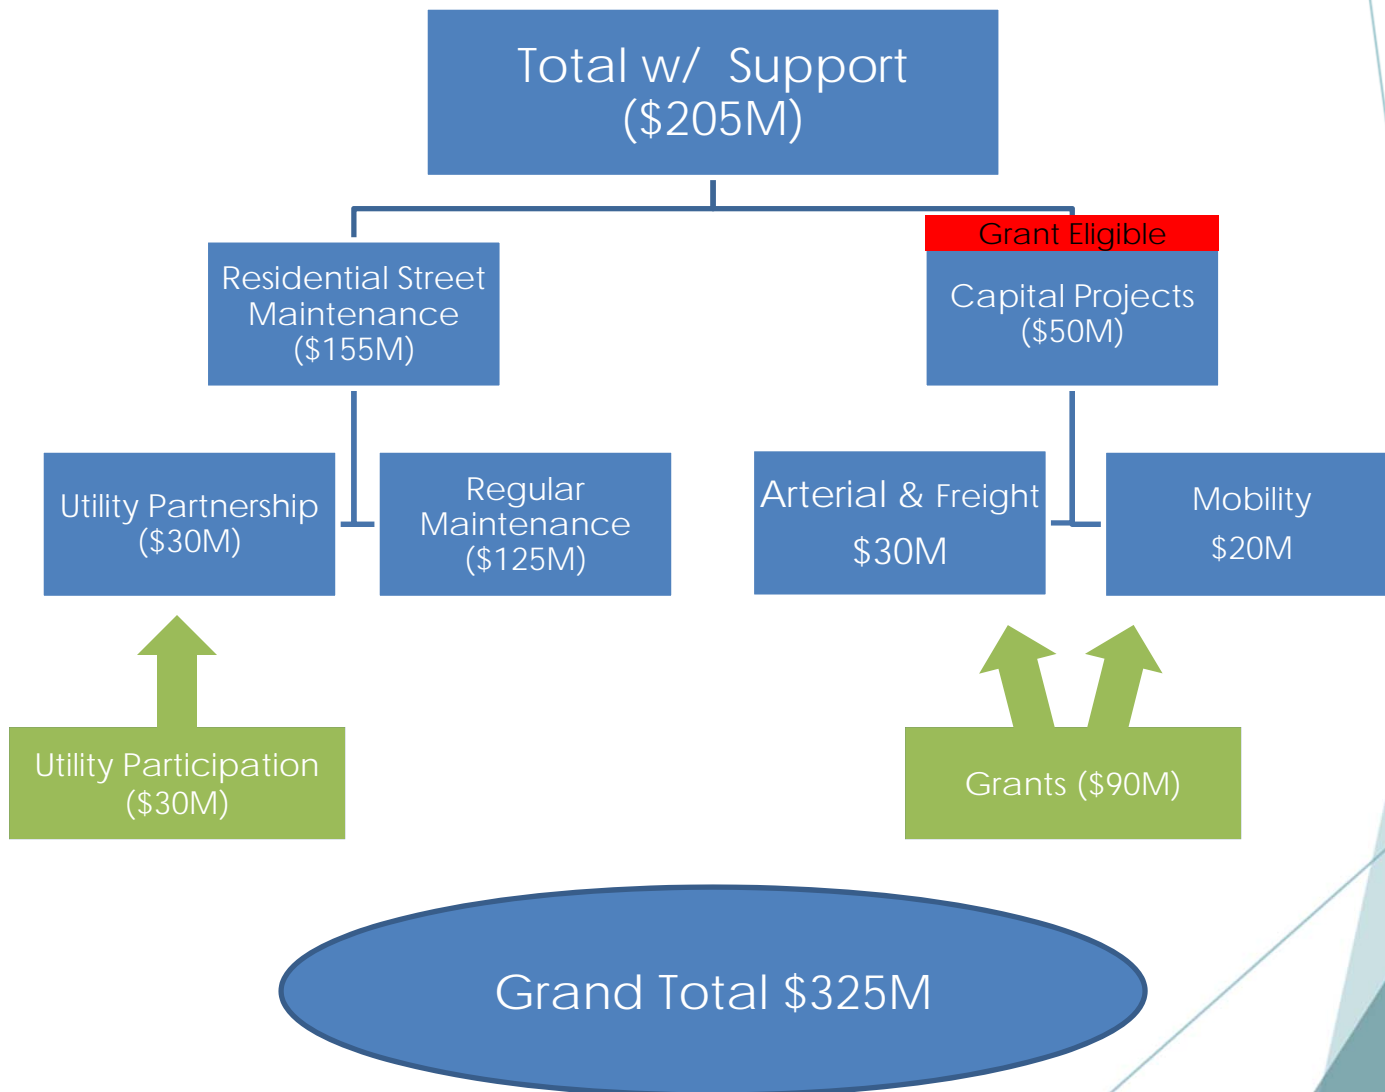 Total w/ Support
($205M)
Grant Eligible
Residential Street
Maintenance
($155M)
Capital Projects
($50M)
Utility Partnership
($30M)
Regular
Maintenance
($125M)
Arterial & Freight
$30M
Mobility
$20M
Utility Participation
($30M)
Grants ($90M)
Grand Total $325M